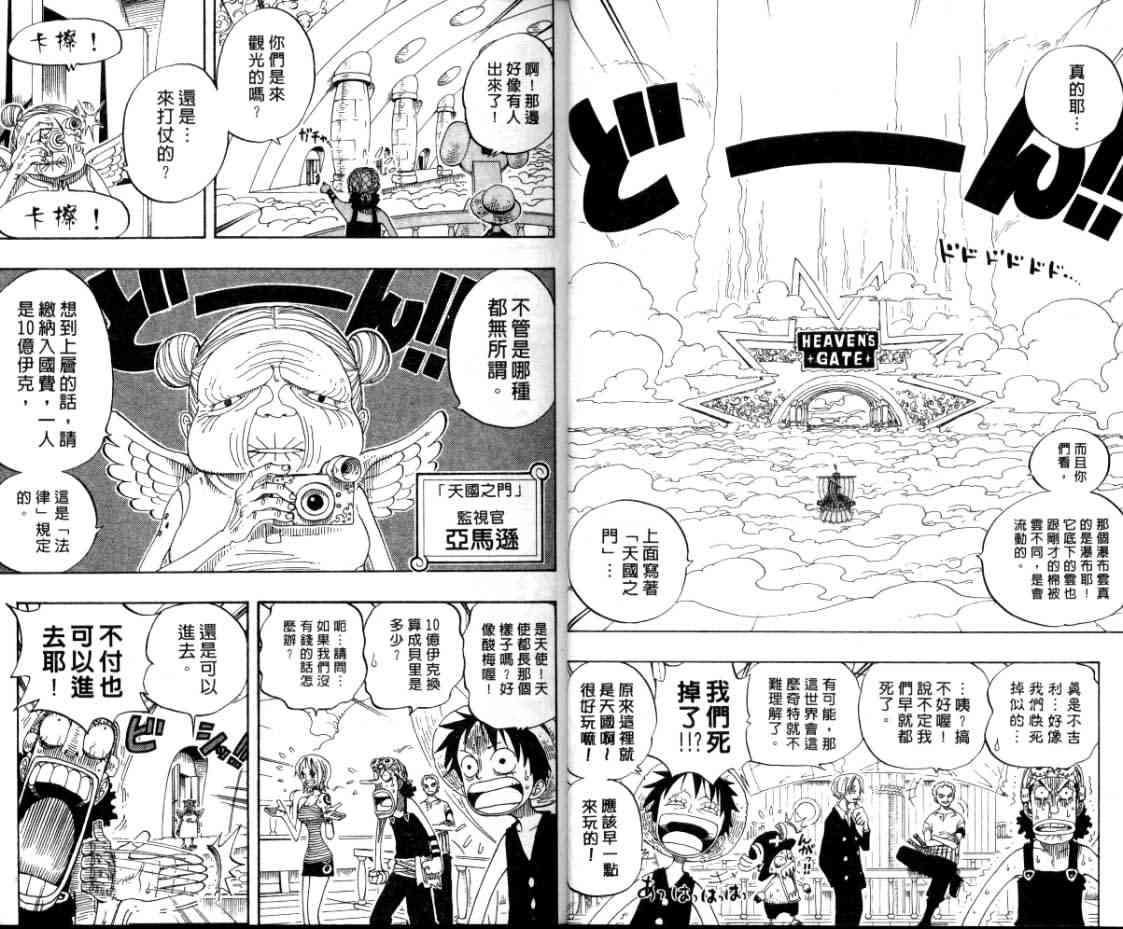 真的耶…
どーん!!
ドドドドドド…
HEAVEN'S
GATE
而且你
們看，
那個瀑布雲真
的是瀑布耶！
它底下的雲也
跟剛才的棉被
雲不同，是會
流動的。
上面寫著
「天國之
門」…
真是不吉
利…好像
我們快死
掉似的…
…咦？搞
不好喔！
說不定我
們早就都
死了。
有可能，那
這世界會這
麼奇特就不
難理解了。
我們死
掉了!!?
原來這裡就
是天國啊～
很好玩嘛！
應該早一點
來玩的！
あっはっはっはっ
んがっ!!
啊！那邊
好像有人
出來了！
ガチャ
你們是來
觀光的嗎？
還是…
來打仗的？
卡擦！
卡擦！
どーん!!
不管是哪種
都無所謂。
想到上層的話，請
繳納入國費，一人
是10億伊克，
這是「法
律」規定
的。
「天國之門」
監視官
亞馬遜
是天使！天
使都長那個
樣子嗎？好
像酸梅喔！
10億伊克換
算成貝里是
多少？
呃…請問
如果我們沒
有錢的話怎
麼辦？
還是可以
進去。
不付也
可以進
去耶！
ビシッ!!